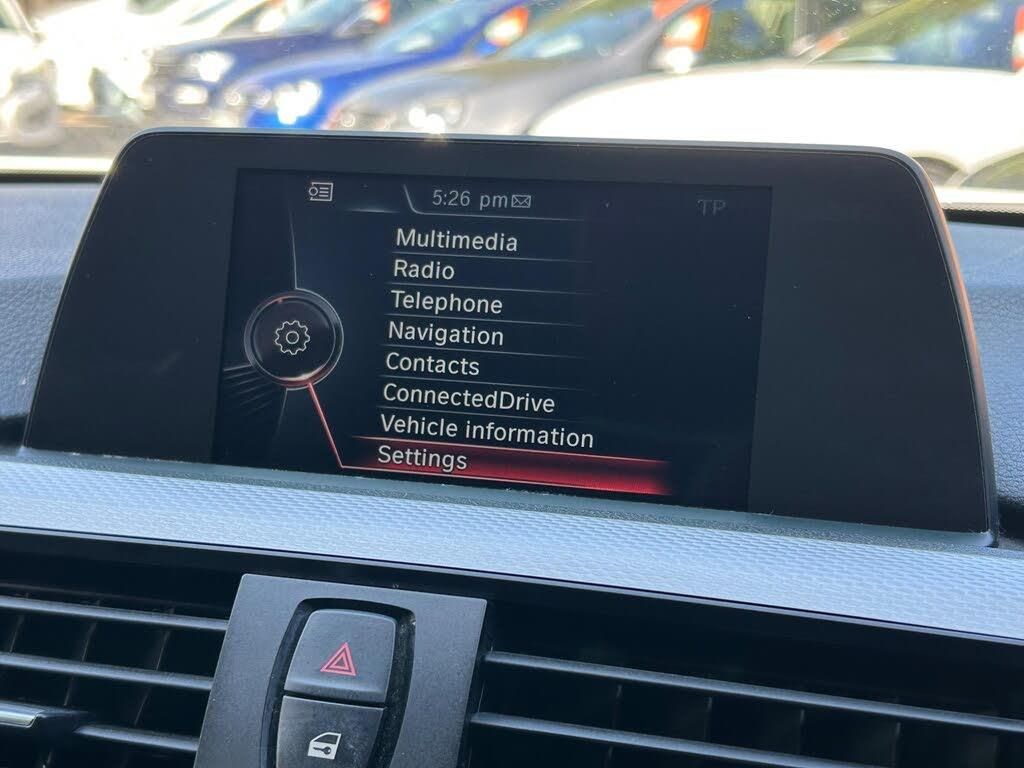 5:26 pm
TP
Multimedia
Radio
Telephone
Navigation
Contacts
ConnectedDrive
Vehicle information
Settings